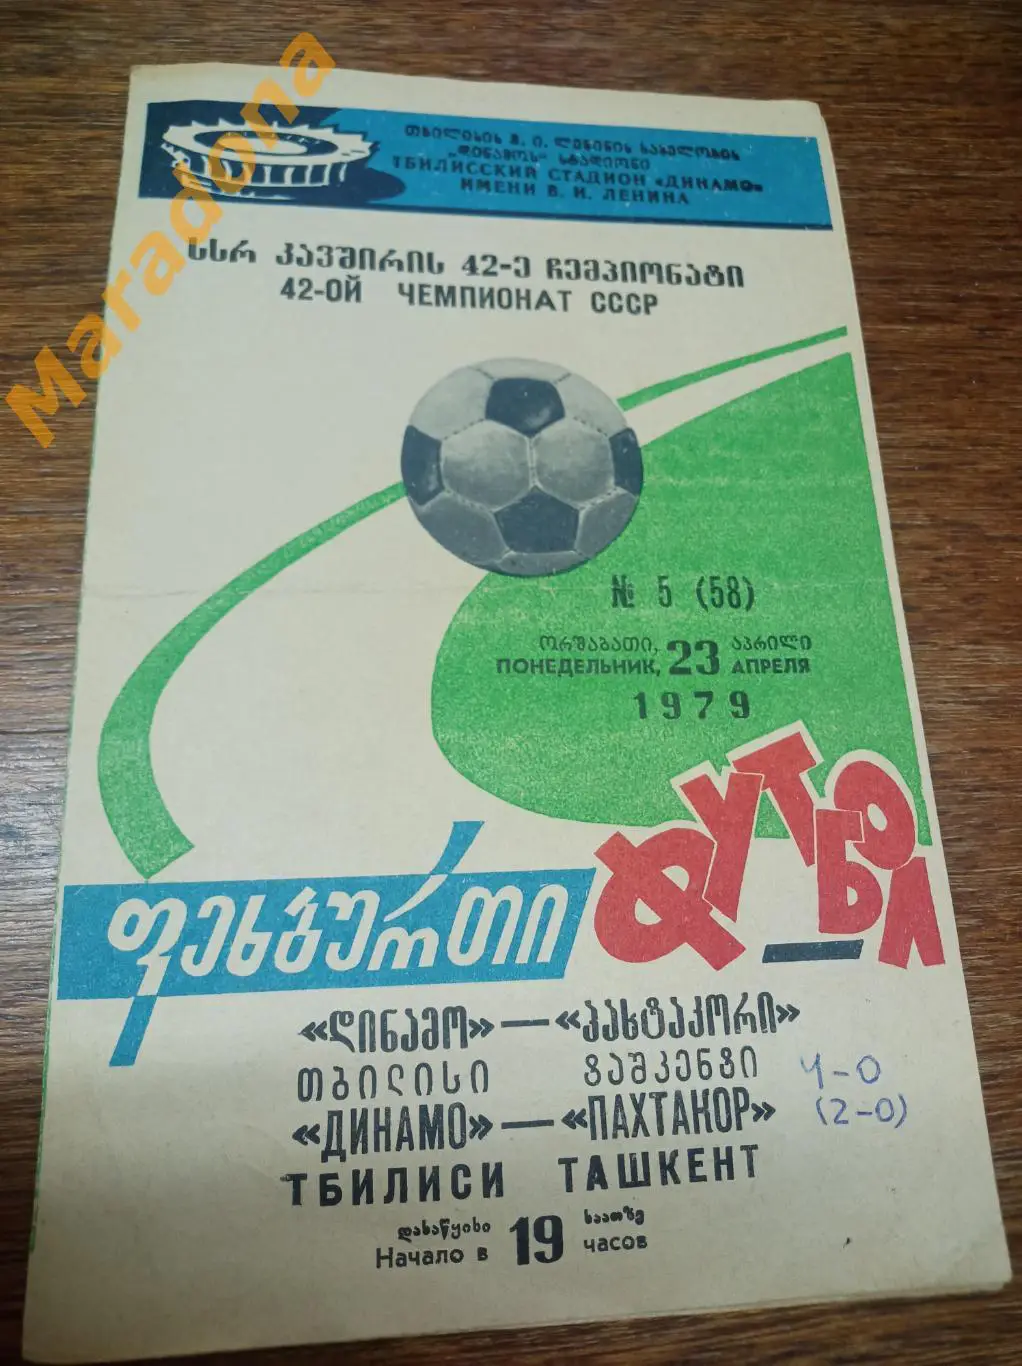 Maradona
თბილისის ვ. ი. ლენინის სახელობის
„დინამოს“ სტადიონი
ТБИЛИССКИЙ СТАДИОН «ДИНАМО»
ИМЕНИ В. И. ЛЕНИНА
სსრ კავშირის 42-ე ჩემპიონატი
42-ОЙ ЧЕМПИОНАТ СССР
№ 5 (58)
ორშაბათი, 23 აპრილი
ПОНЕДЕЛЬНИК, АПРЕЛЯ
1979
ფეხბურთი
ФУТБОЛ
«დინამო» — «პახტაკორი»
თბილისი ტაშკენტი
4-0
«ДИНАМО» — «ПАХТАКОР»
(2-0)
ТБИЛИСИ ТАШКЕНТ
დასაწყისი 19 საათზე
Начало в часов